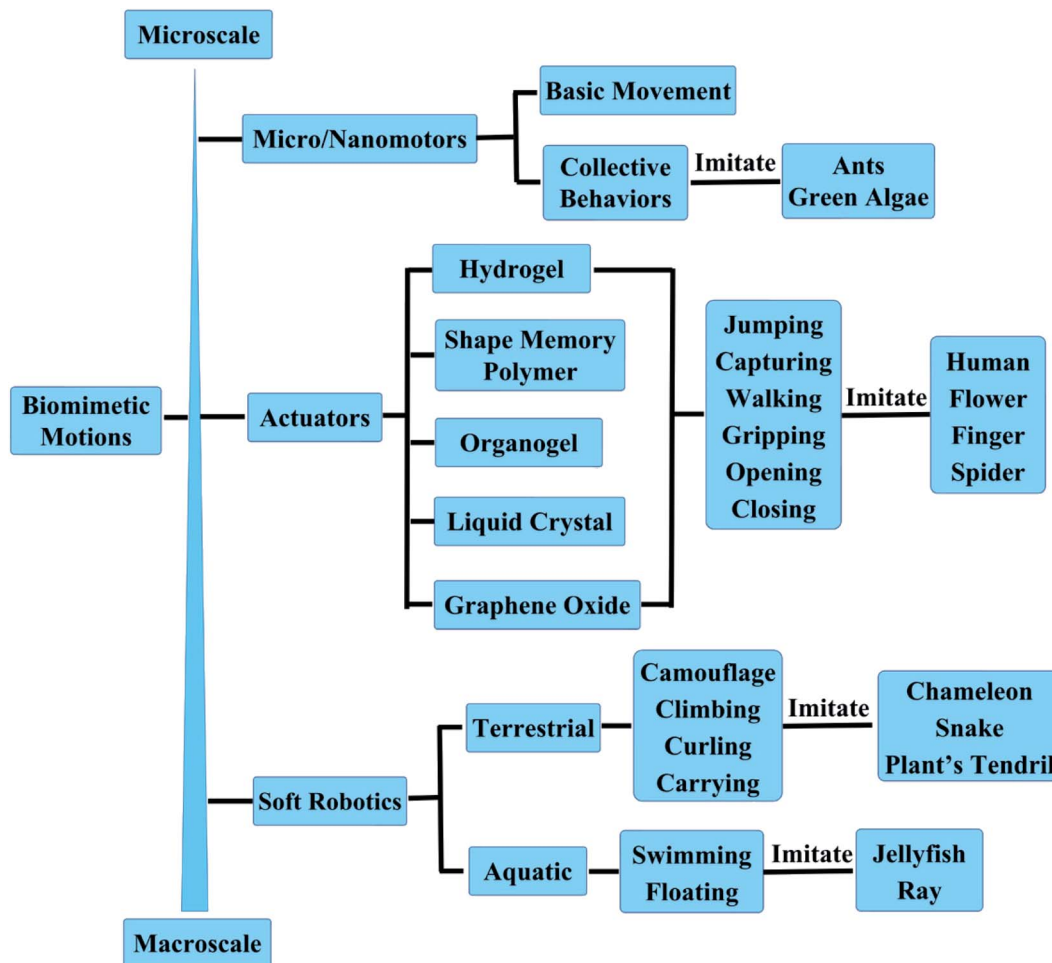 Microscale
Basic Movement
Micro/Nanomotors
Collective
Behaviors
Imitate
Ants
Green Algae
Hydrogel
Shape Memory
Polymer
Biomimetic
Motions
Actuators
Organogel
Liquid Crystal
Graphene Oxide
Jumping
Capturing
Walking
Gripping
Opening
Closing
Imitate
Human
Flower
Finger
Spider
Soft Robotics
Terrestrial
Camouflage
Climbing
Curling
Carrying
Imitate
Chameleon
Snake
Plant's Tendril
Aquatic
Swimming
Floating
Imitate
Jellyfish
Ray
Macroscale